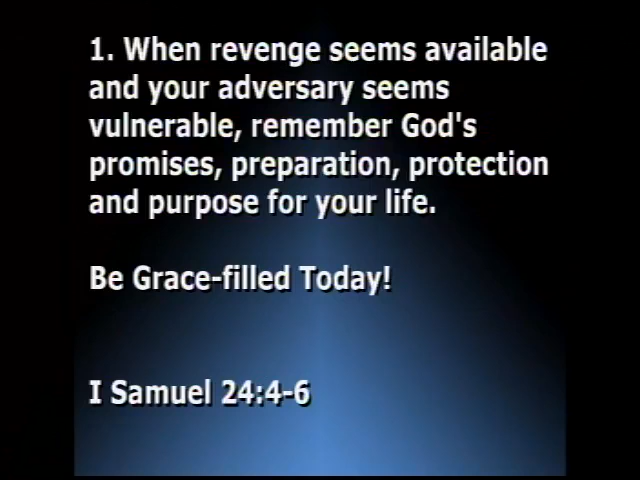 1. When revenge seems available
and your adversary seems
vulnerable, remember God's
promises, preparation, protection
and purpose for your life.
Be Grace-filled Today!
I Samuel 24:4-6